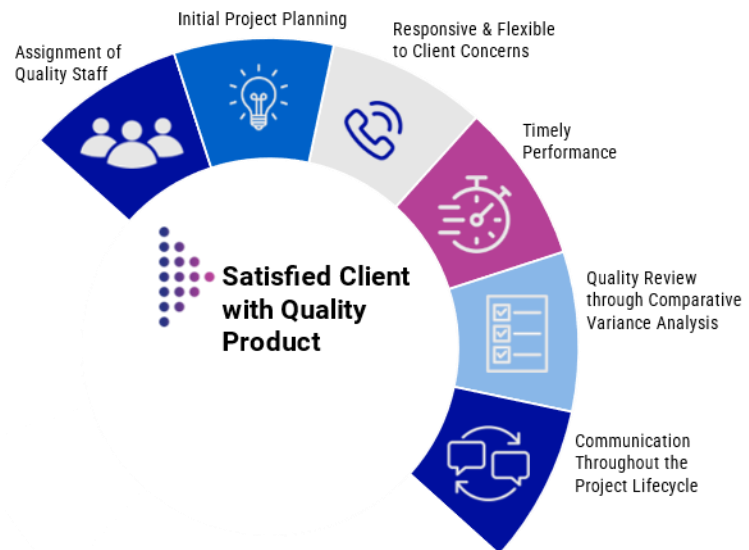 Assignment of
Quality Staff
Initial Project Planning
Responsive & Flexible
to Client Concerns
Timely
Performance
Quality Review
through Comparative
Variance Analysis
Communication
Throughout the
Project Lifecycle
Satisfied Client
with Quality
Product